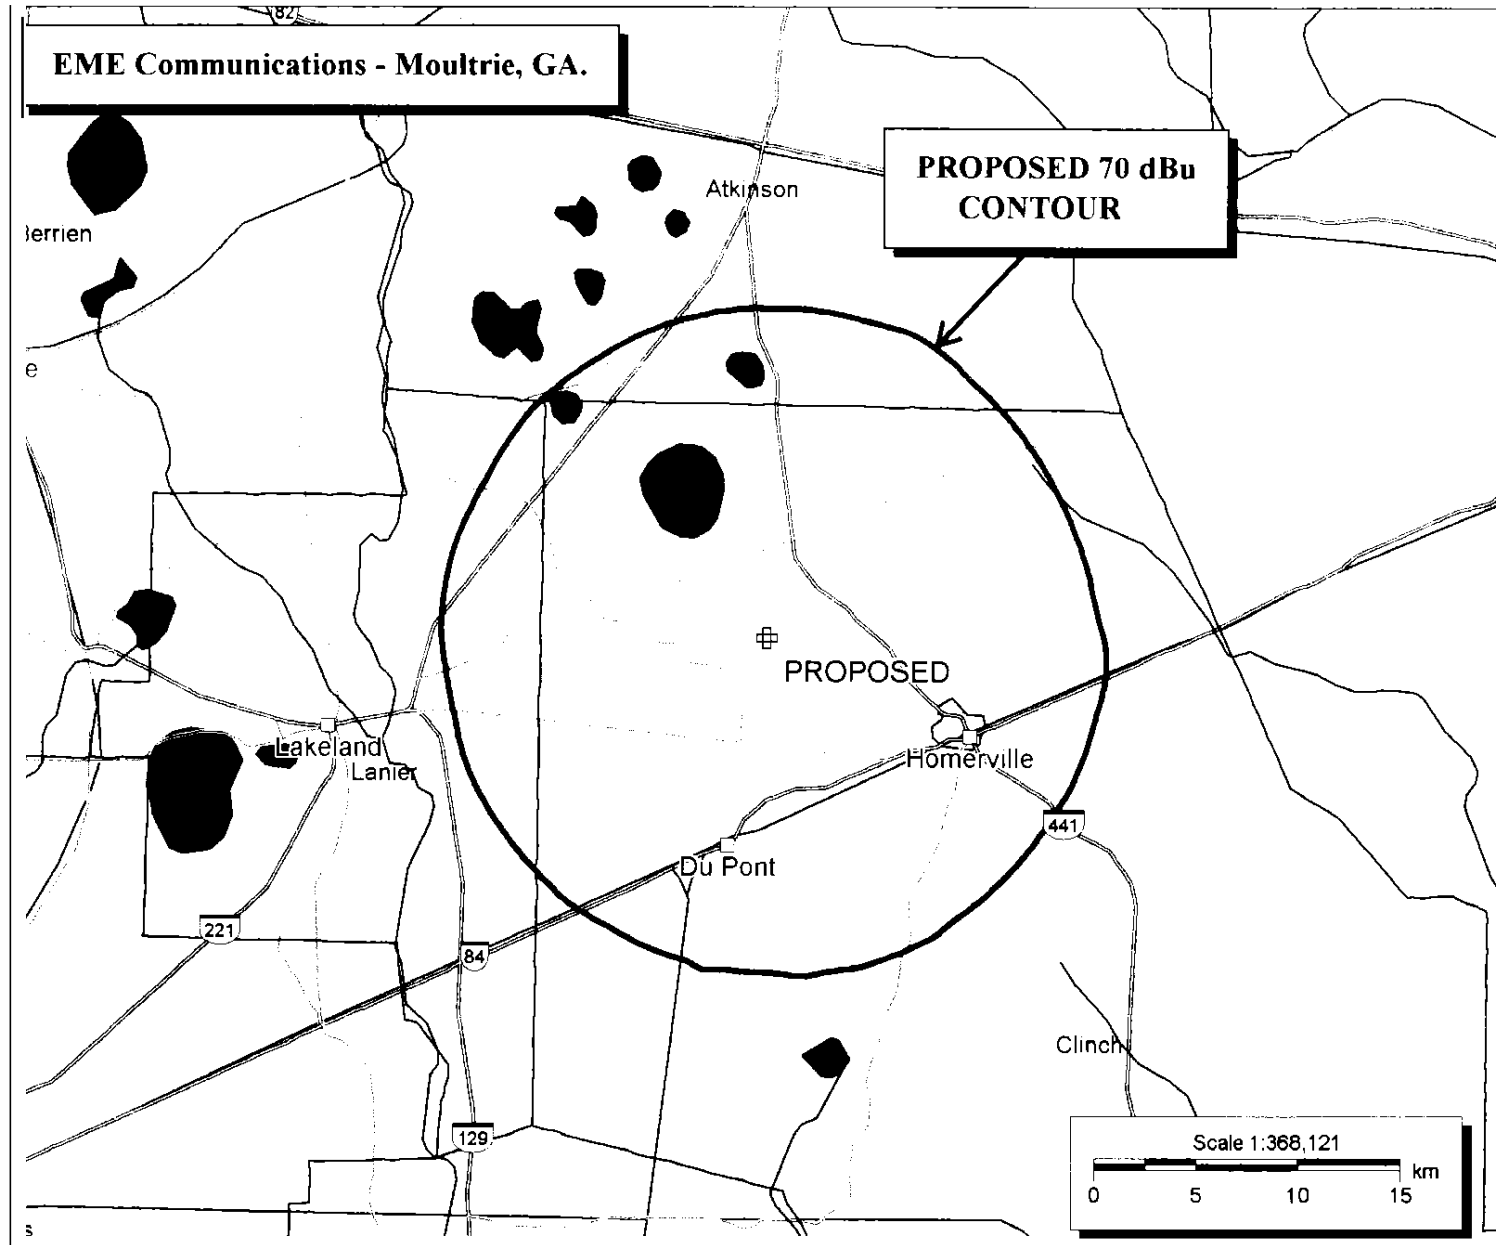 82
EME Communications - Moultrie, GA.
PROPOSED 70 dBu
CONTOUR
Atkinson
Berrien
e
PROPOSED
Lakeland
Lanier
Homerville
441
Du Pont
221
84
Clinch
129
Scale 1:368,121
km
0 5 10 15
s